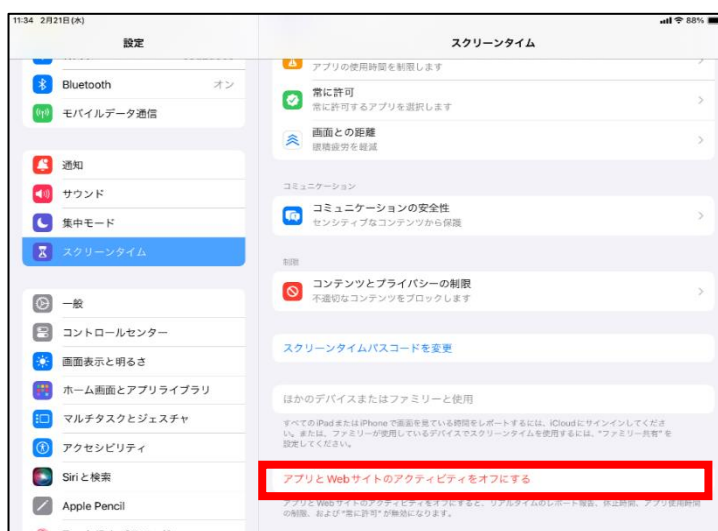 11:34 2月21日(水)
88%
設定
Bluetooth
オン
モバイルデータ通信
通知
サウンド
集中モード
スクリーンタイム
一般
コントロールセンター
画面表示と明るさ
ホーム画面とアプリライブラリ
マルチタスクとジェスチャ
アクセシビリティ
Siriと検索
Apple Pencil
スクリーンタイム
アプリの使用時間を制限します
常に許可
常に許可するアプリを選択します
画面との距離
眼精疲労を軽減
コミュニケーション
コミュニケーションの安全性
センシティブなコンテンツから保護
制限
コンテンツとプライバシーの制限
不適切なコンテンツをブロックします
スクリーンタイムパスコードを変更
ほかのデバイスまたはファミリーと使用
すべてのiPadまたはiPhoneで画面を見ている時間をレポートするには、iCloudにサインインしてくださ
い。または、ファミリーが使用しているデバイスでスクリーンタイムを使用するには、"ファミリー共有"を
設定してください。
アプリとWebサイトのアクティビティをオフにする
アプリとWebサイトのアクティビティをオフにすると、リアルタイムのレポート報告、休止時間、アプリ使用時間
の制限、および"常に許可"が無効になります。